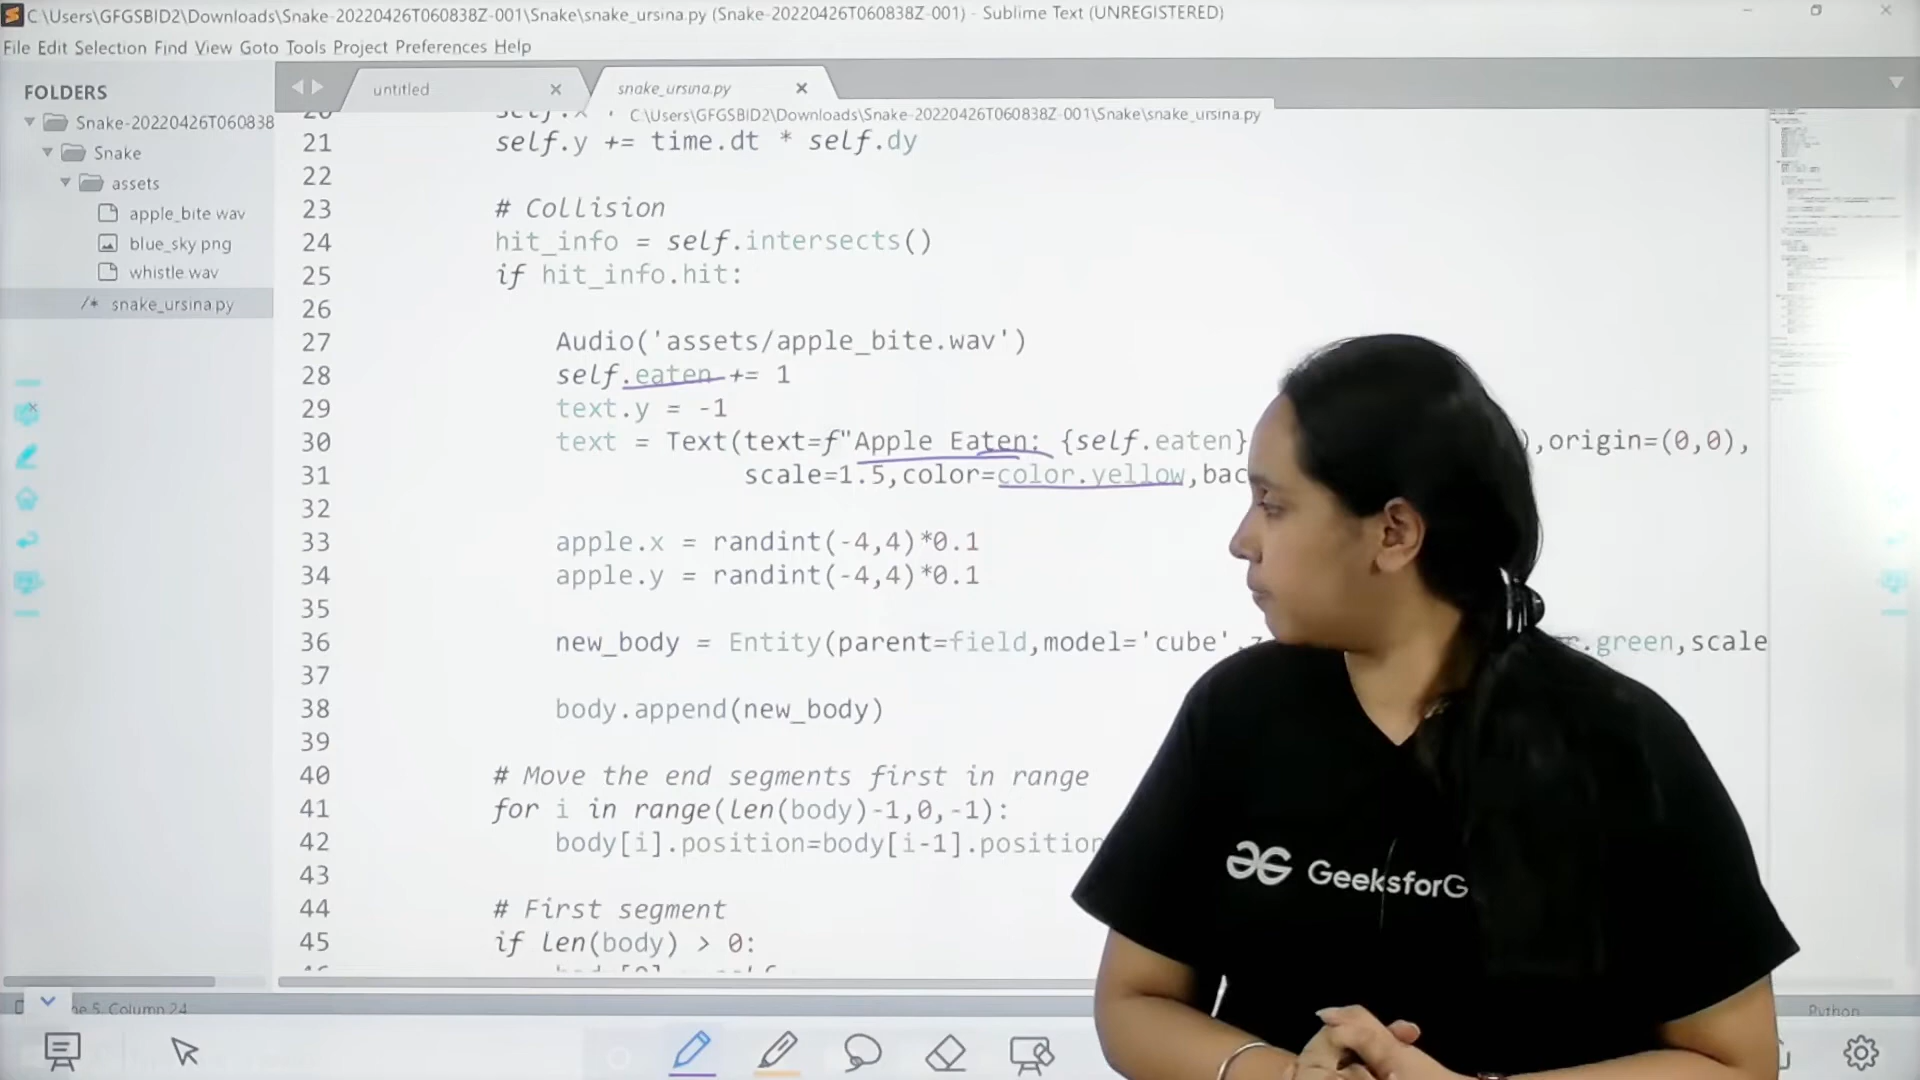 C:\Users\GFGSBID2\Downloads\Snake-20220426T060838Z-001\Snake\snake_ursina.py (Snake-20220426T060838Z-001) - Sublime Text (UNREGISTERED)
File Edit Selection Find View Goto Tools Project Preferences Help
FOLDERS
Snake-20220426T060838
Snake
assets
apple_bite wav
blue_sky png
whistle wav
/* snake_ursina.py
untitled
snake_ursina.py
C:\Users\GFGSBID2\Downloads\Snake-20220426T060838Z-001\Snake\snake_ursina.py
21 self.y += time.dt * self.dy
22
23 # Collision
24 hit_info = self.intersects()
25 if hit_info.hit:
26
27 Audio('assets/apple_bite.wav')
28 self.eaten += 1
29 text.y = -1
30 text = Text(text=f"Apple Eaten: {self.eaten} ),origin=(0,0),
31 scale=1.5,color=color.yellow,bac
32
33 apple.x = randint(-4,4)*0.1
34 apple.y = randint(-4,4)*0.1
35
36 new_body = Entity(parent=field,model='cube' .green,scale
37
38 body.append(new_body)
39
40 # Move the end segments first in range
41 for i in range(len(body)-1,0,-1):
42 body[i].position=body[i-1].position
43
44 # First segment
45 if len(body) > 0:
5, Column 24
Python
GeeksforG